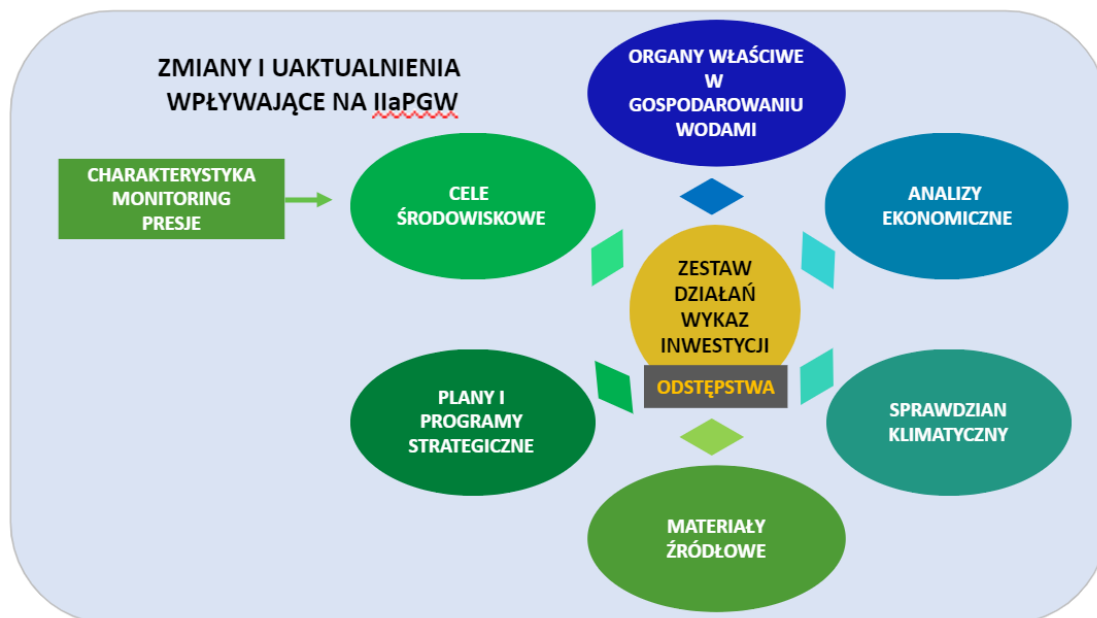 ZMIANY I UAKTUALNIENIA
WPŁYWAJĄCE NA IIaPGW
ORGANY WŁAŚCIWE
W
GOSPODAROWANIU
WODAMI
CHARAKTERYSTYKA
MONITORING
PRESJE
CELE
ŚRODOWISKOWE
ANALIZY
EKONOMICZNE
ZESTAW
DZIAŁAŃ
WYKAZ
INWESTYCJI
ODSTĘPSTWA
PLANY I
PROGRAMY
STRATEGICZNE
SPRAWDZIAN
KLIMATYCZNY
MATERIAŁY
ŹRÓDŁOWE